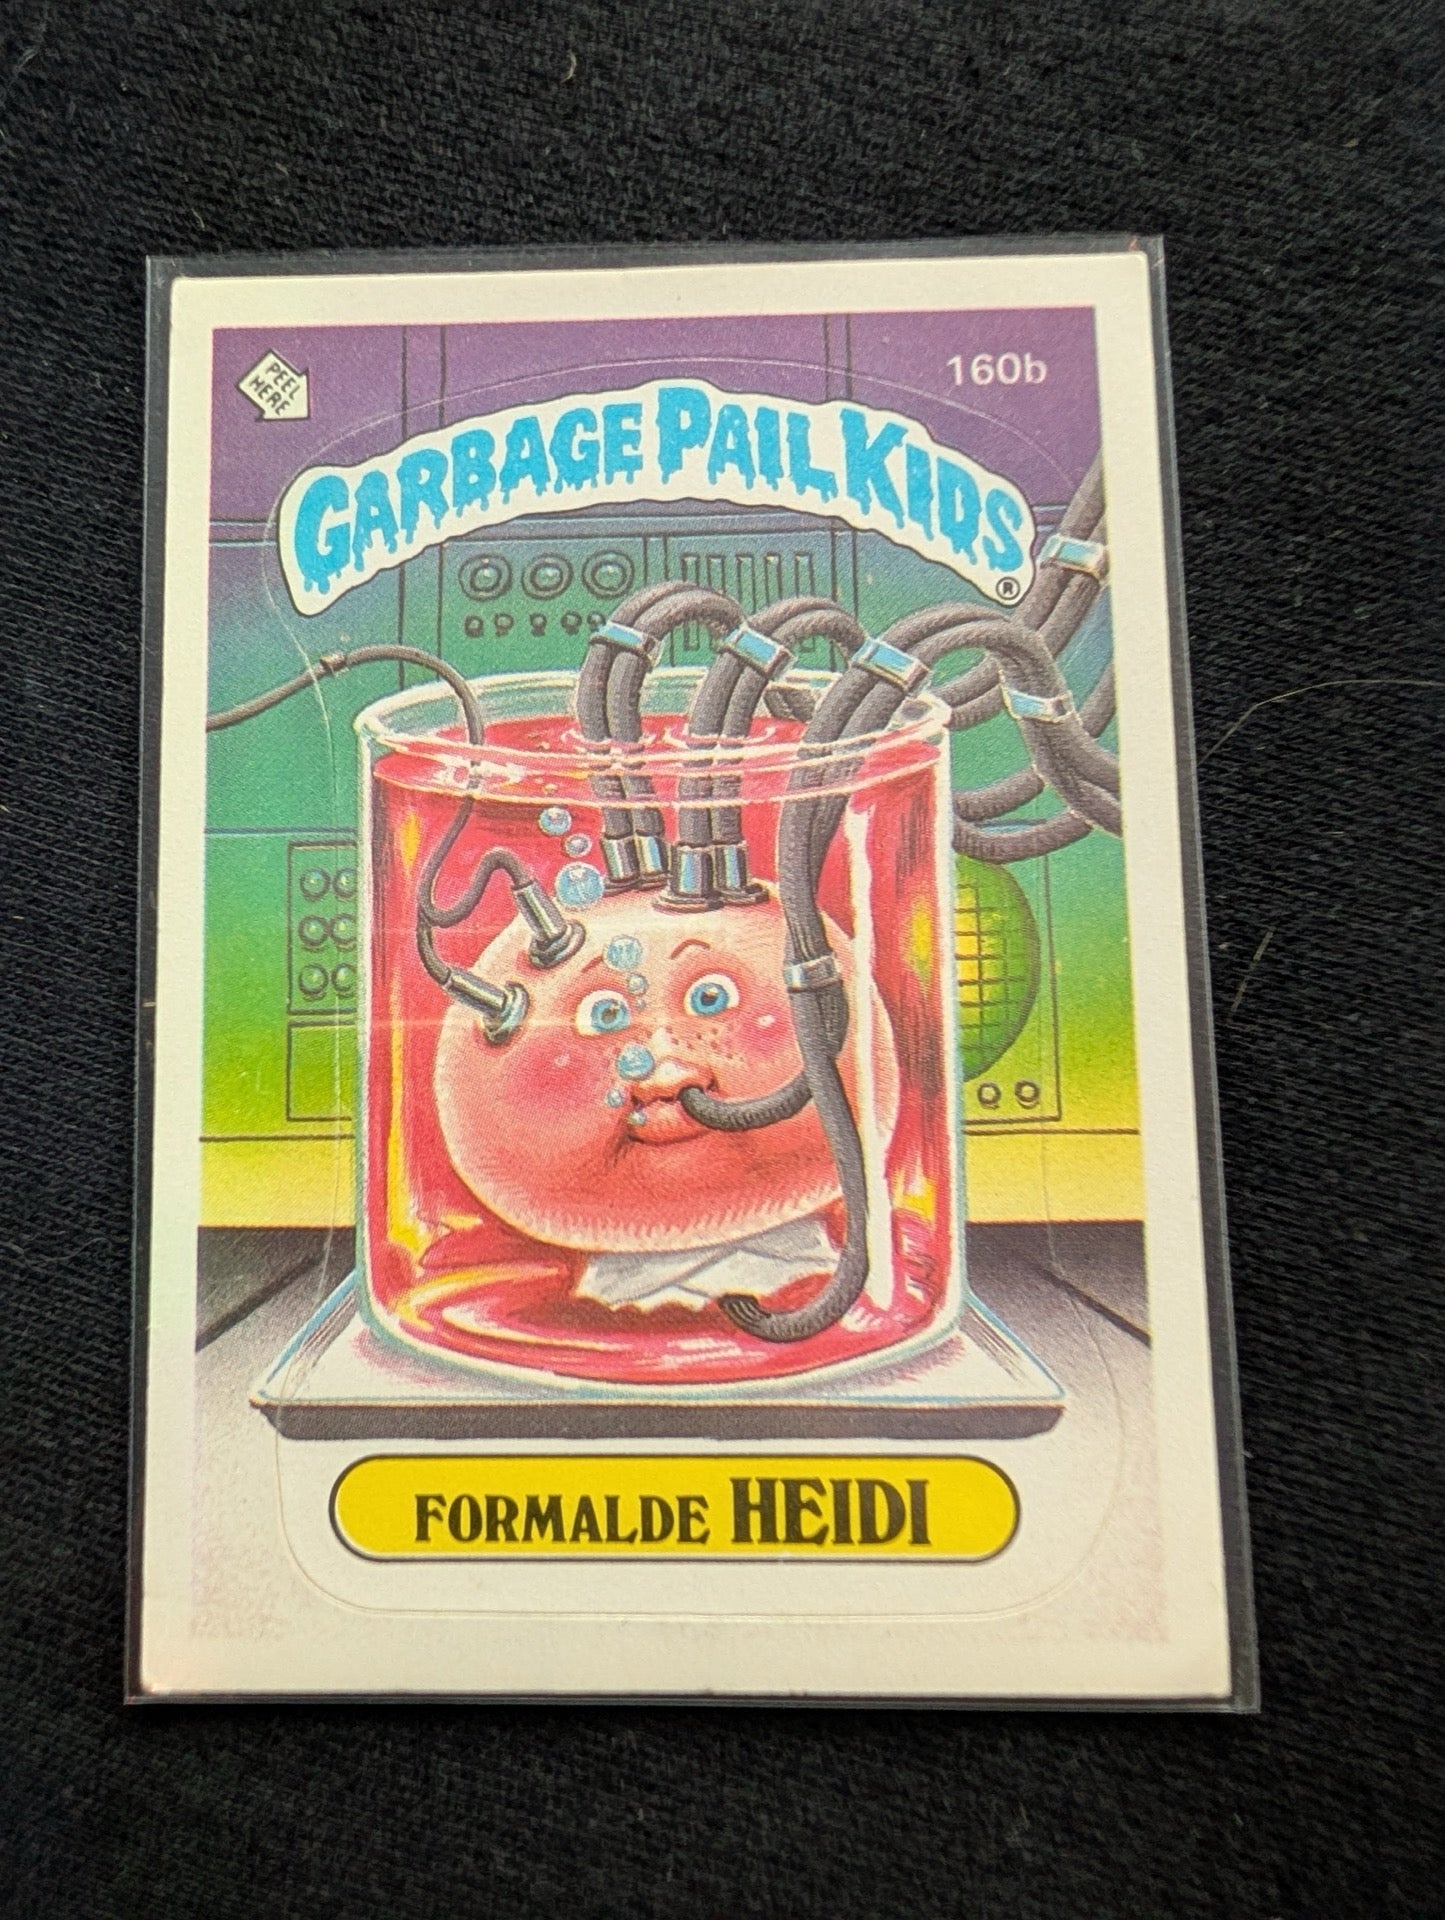 PEEL
HERE
160b
GARBAGE PAIL KIDS
®
FORMALDE HEIDI